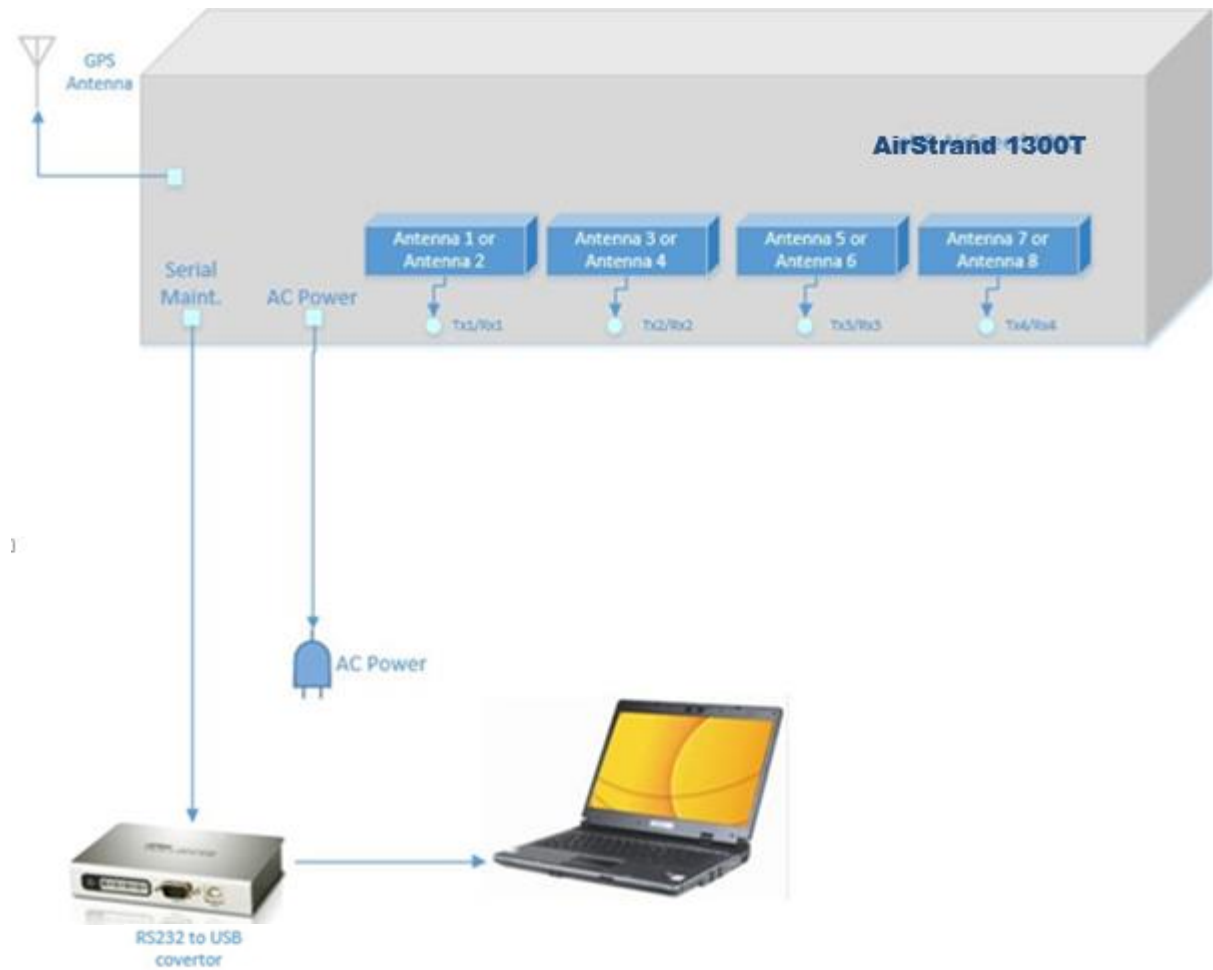 GPS
Antenna
AirStrand 1300T
Antenna 1 or
Antenna 2
Antenna 3 or
Antenna 4
Antenna 5 or
Antenna 6
Antenna 7 or
Antenna 8
Serial
Maint.
AC Power
Tx1/Rx1
Tx2/Rx2
Tx3/Rx3
Tx4/Rx4
AC Power
RS232 to USB
covertor